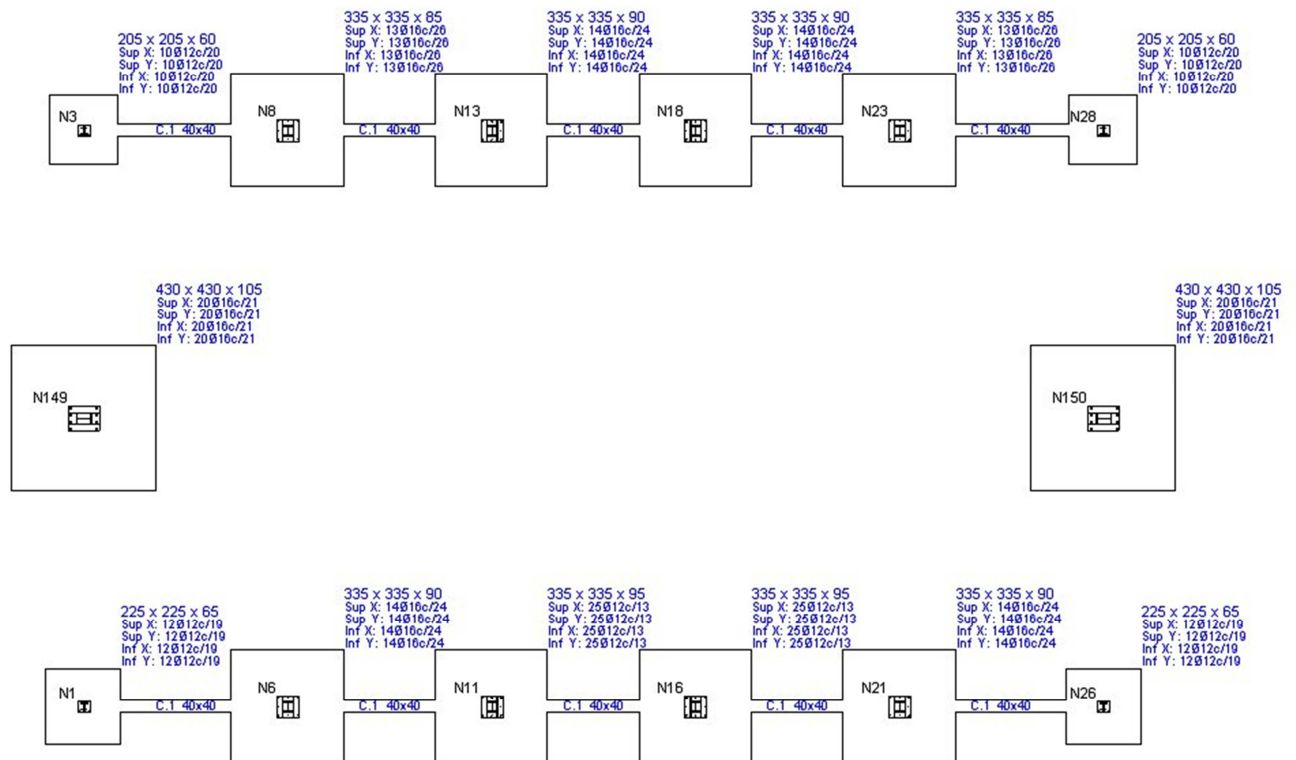 205 x 205 x 60
Sup X: 10Ø12c/20
Sup Y: 10Ø12c/20
Inf X: 10Ø12c/20
Inf Y: 10Ø12c/20
335 x 335 x 85
Sup X: 13Ø16c/26
Sup Y: 13Ø16c/26
Inf X: 13Ø16c/26
Inf Y: 13Ø16c/26
335 x 335 x 90
Sup X: 14Ø16c/24
Sup Y: 14Ø16c/24
Inf X: 14Ø16c/24
Inf Y: 14Ø16c/24
335 x 335 x 90
Sup X: 14Ø16c/24
Sup Y: 14Ø16c/24
Inf X: 14Ø16c/24
Inf Y: 14Ø16c/24
335 x 335 x 85
Sup X: 13Ø16c/26
Sup Y: 13Ø16c/26
Inf X: 13Ø16c/26
Inf Y: 13Ø16c/26
205 x 205 x 60
Sup X: 10Ø12c/20
Sup Y: 10Ø12c/20
Inf X: 10Ø12c/20
Inf Y: 10Ø12c/20
N3
C.1 40x40
N8
C.1 40x40
N13
C.1 40x40
N18
C.1 40x40
N23
C.1 40x40
N28
430 x 430 x 105
Sup X: 20Ø16c/21
Sup Y: 20Ø16c/21
Inf X: 20Ø16c/21
Inf Y: 20Ø16c/21
N149
430 x 430 x 105
Sup X: 20Ø16c/21
Sup Y: 20Ø16c/21
Inf X: 20Ø16c/21
Inf Y: 20Ø16c/21
N150
225 x 225 x 65
Sup X: 12Ø12c/19
Sup Y: 12Ø12c/19
Inf X: 12Ø12c/19
Inf Y: 12Ø12c/19
335 x 335 x 90
Sup X: 14Ø16c/24
Sup Y: 14Ø16c/24
Inf X: 14Ø16c/24
Inf Y: 14Ø16c/24
335 x 335 x 95
Sup X: 25Ø12c/13
Sup Y: 25Ø12c/13
Inf X: 25Ø12c/13
Inf Y: 25Ø12c/13
335 x 335 x 95
Sup X: 25Ø12c/13
Sup Y: 25Ø12c/13
Inf X: 25Ø12c/13
Inf Y: 25Ø12c/13
335 x 335 x 90
Sup X: 14Ø16c/24
Sup Y: 14Ø16c/24
Inf X: 14Ø16c/24
Inf Y: 14Ø16c/24
225 x 225 x 65
Sup X: 12Ø12c/19
Sup Y: 12Ø12c/19
Inf X: 12Ø12c/19
Inf Y: 12Ø12c/19
N1
C.1 40x40
N6
C.1 40x40
N11
C.1 40x40
N16
C.1 40x40
N21
C.1 40x40
N26